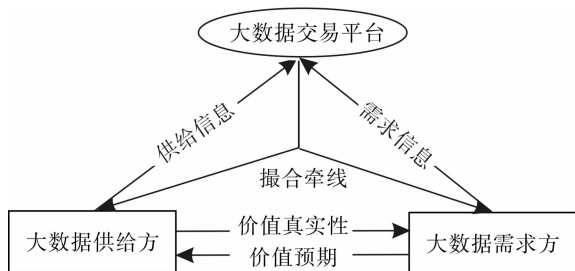 大数据交易平台
供给信息
需求信息
撮合牵线
大数据供给方
价值真实性
价值预期
大数据需求方